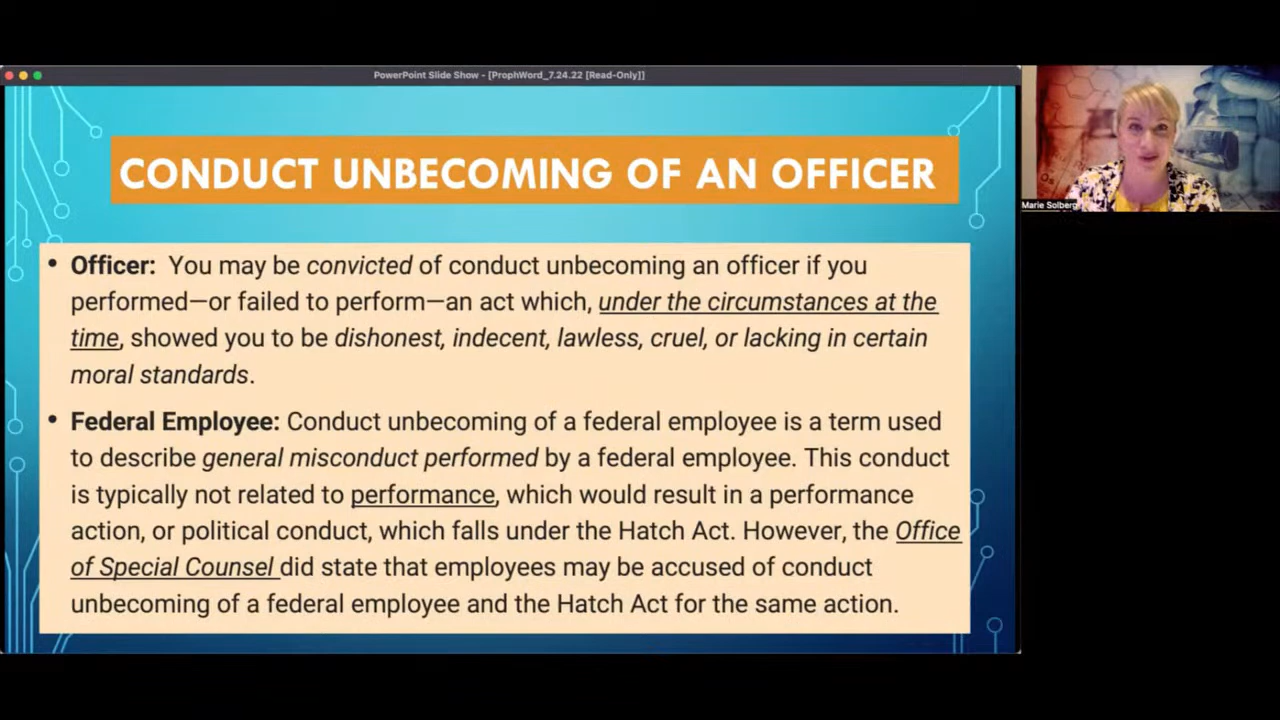 PowerPoint Slide Show - [ProphWord_7.24.22 [Read-Only]]
CONDUCT UNBECOMING OF AN OFFICER
Marie Solberg
• Officer: You may be convicted of conduct unbecoming an officer if you
performed—or failed to perform—an act which, under the circumstances at the
time, showed you to be dishonest, indecent, lawless, cruel, or lacking in certain
moral standards.
• Federal Employee: Conduct unbecoming of a federal employee is a term used
to describe general misconduct performed by a federal employee. This conduct
is typically not related to performance, which would result in a performance
action, or political conduct, which falls under the Hatch Act. However, the Office
of Special Counsel did state that employees may be accused of conduct
unbecoming of a federal employee and the Hatch Act for the same action.